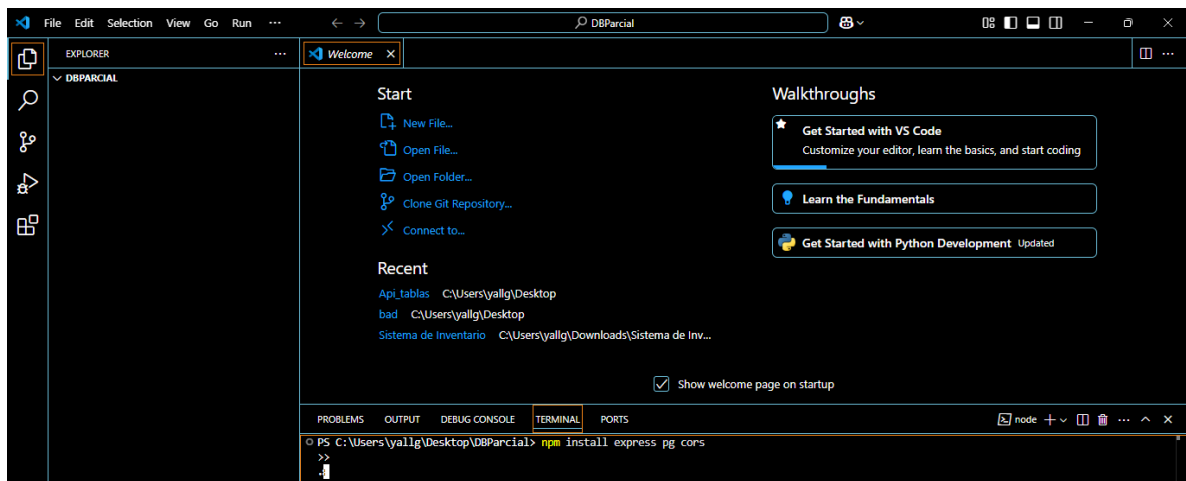 File Edit Selection View Go Run ··· DBParcial
EXPLORER ···
DBPARCIAL
Welcome
Start
New File...
Open File...
Open Folder...
Clone Git Repository...
Connect to...
Recent
Api_tablas C:\Users\yallg\Desktop
bad C:\Users\yallg\Desktop
Sistema de Inventario C:\Users\yallg\Downloads\Sistema de Inv...
Walkthroughs
Get Started with VS Code
Customize your editor, learn the basics, and start coding
Learn the Fundamentals
Get Started with Python Development Updated
Show welcome page on startup
PROBLEMS OUTPUT DEBUG CONSOLE TERMINAL PORTS node
PS C:\Users\yallg\Desktop\DBParcial> npm install express pg cors
>>